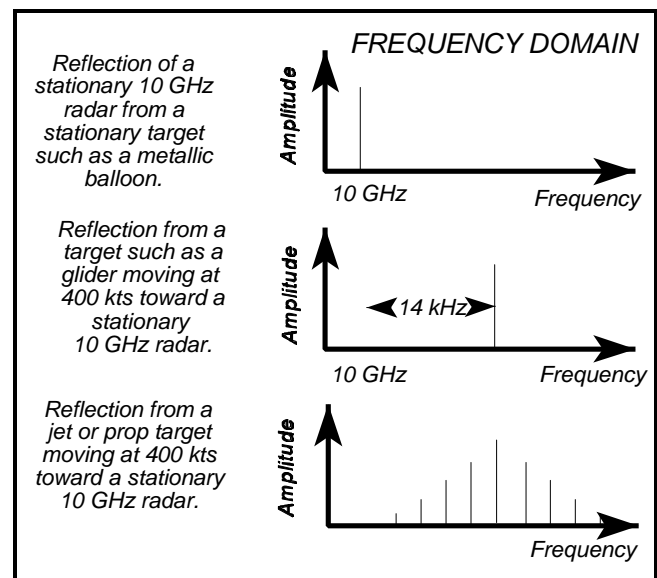 FREQUENCY DOMAIN
Reflection of a
stationary 10 GHz
radar from a
stationary target
such as a metallic
balloon.
Amplitude
10 GHz
Frequency
Reflection from a
target such as a
glider moving at
400 kts toward a
stationary
10 GHz radar.
Amplitude
14 kHz
10 GHz
Frequency
Reflection from a
jet or prop target
moving at 400 kts
toward a stationary
10 GHz radar.
Amplitude
Frequency